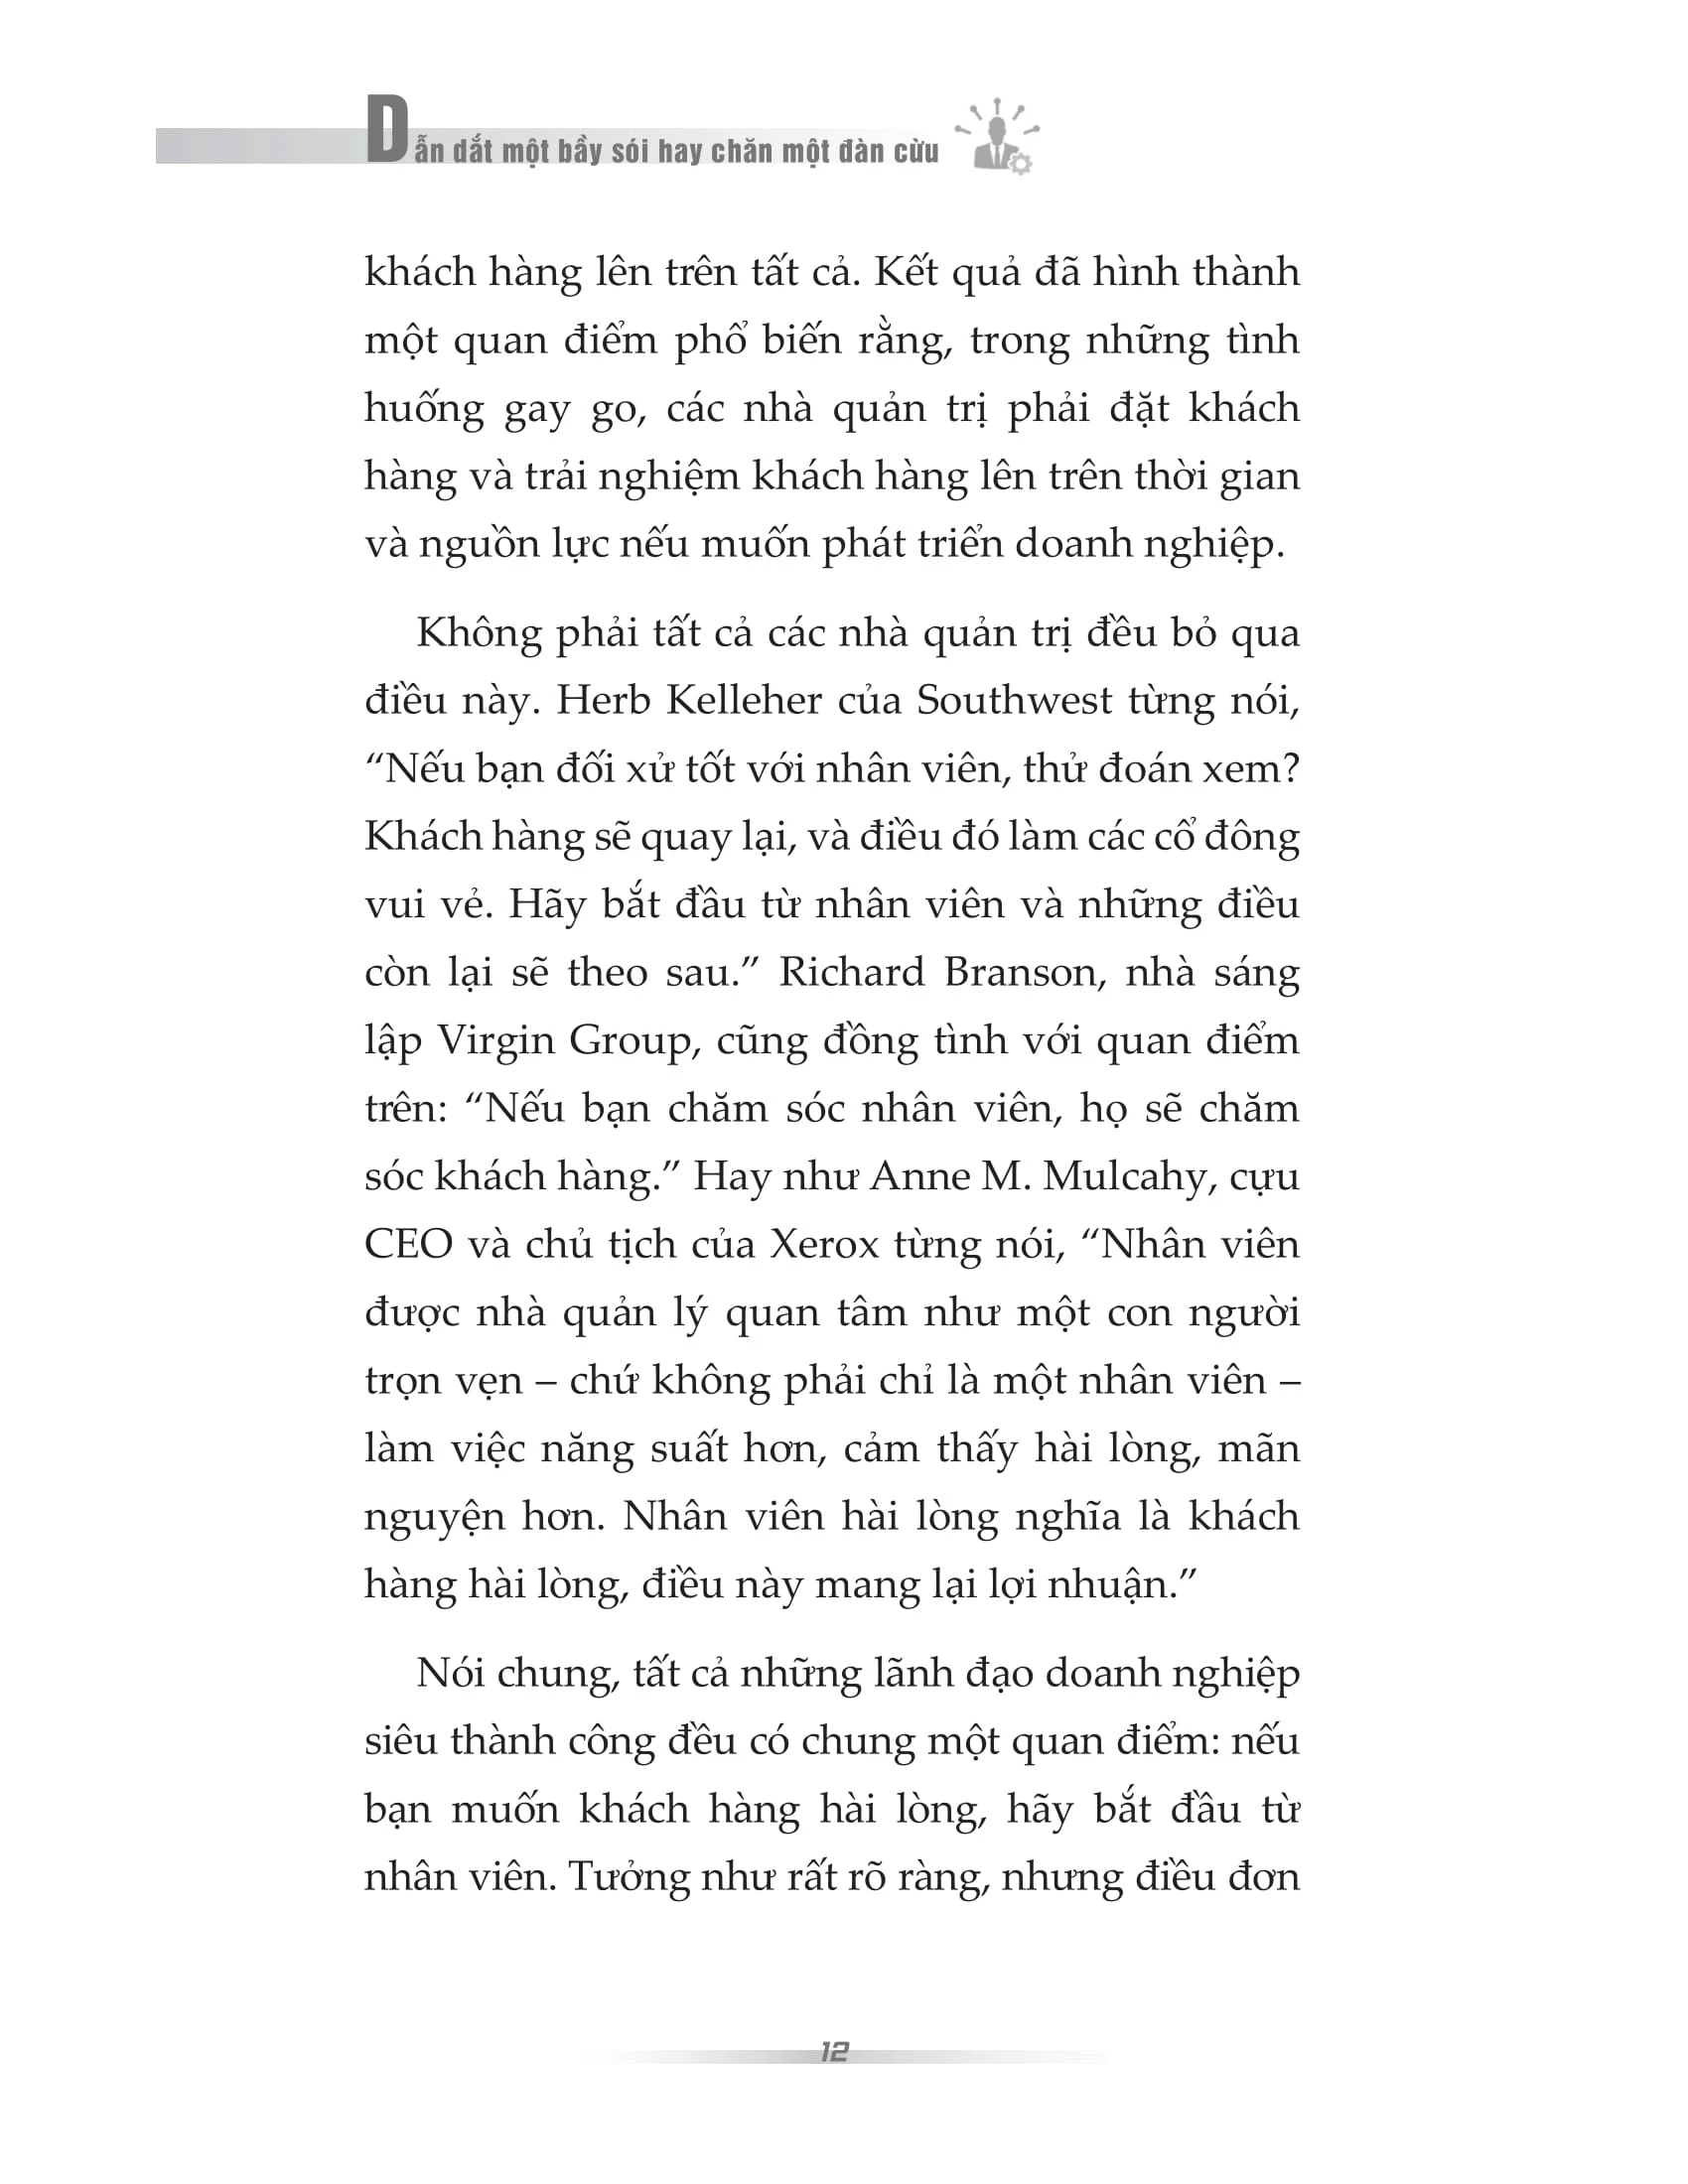 Dẫn dắt một bầy sói hay chăn một đàn cừu
khách hàng lên trên tất cả. Kết quả đã hình thành
một quan điểm phổ biến rằng, trong những tình
huống gay go, các nhà quản trị phải đặt khách
hàng và trải nghiệm khách hàng lên trên thời gian
và nguồn lực nếu muốn phát triển doanh nghiệp.
Không phải tất cả các nhà quản trị đều bỏ qua
điều này. Herb Kelleher của Southwest từng nói,
“Nếu bạn đối xử tốt với nhân viên, thử đoán xem?
Khách hàng sẽ quay lại, và điều đó làm các cổ đông
vui vẻ. Hãy bắt đầu từ nhân viên và những điều
còn lại sẽ theo sau.” Richard Branson, nhà sáng
lập Virgin Group, cũng đồng tình với quan điểm
trên: “Nếu bạn chăm sóc nhân viên, họ sẽ chăm
sóc khách hàng.” Hay như Anne M. Mulcahy, cựu
CEO và chủ tịch của Xerox từng nói, “Nhân viên
được nhà quản lý quan tâm như một con người
trọn vẹn – chứ không phải chỉ là một nhân viên –
làm việc năng suất hơn, cảm thấy hài lòng, mãn
nguyện hơn. Nhân viên hài lòng nghĩa là khách
hàng hài lòng, điều này mang lại lợi nhuận.”
Nói chung, tất cả những lãnh đạo doanh nghiệp
siêu thành công đều có chung một quan điểm: nếu
bạn muốn khách hàng hài lòng, hãy bắt đầu từ
nhân viên. Tưởng như rất rõ ràng, nhưng điều đơn
12